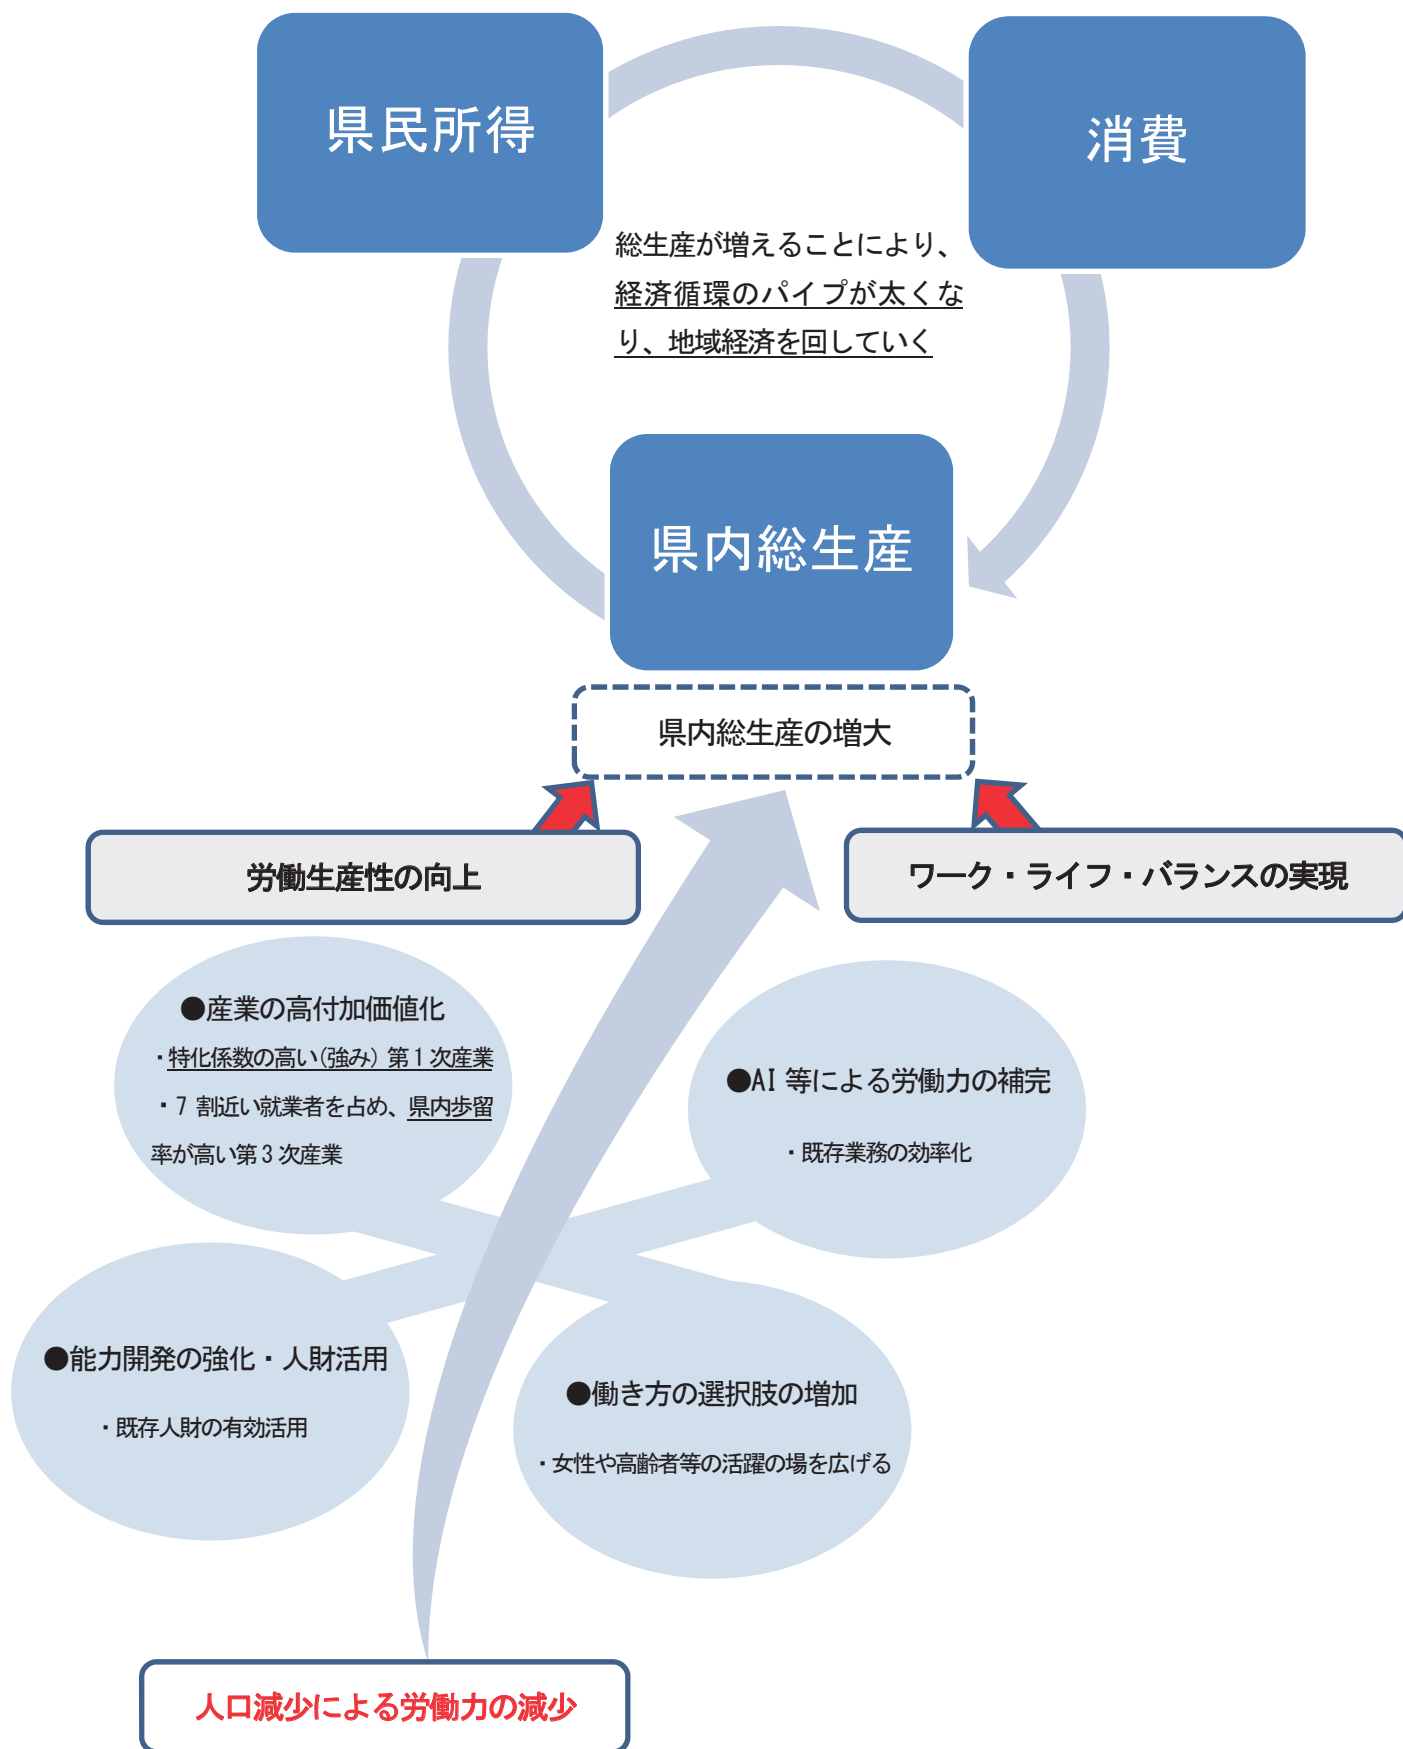 県民所得
消費
総生産が増えることにより、
経済循環のパイプが太くな
り、地域経済を回していく
県内総生産
県内総生産の増大
労働生産性の向上
ワーク・ライフ・バランスの実現
●産業の高付加価値化
・特化係数の高い(強み) 第1次産業
・7 割近い就業者を占め、県内歩留
率が高い第3次産業
●AI 等による労働力の補完
・既存業務の効率化
●能力開発の強化・人財活用
・既存人財の有効活用
●働き方の選択肢の増加
・女性や高齢者等の活躍の場を広げる
人口減少による労働力の減少